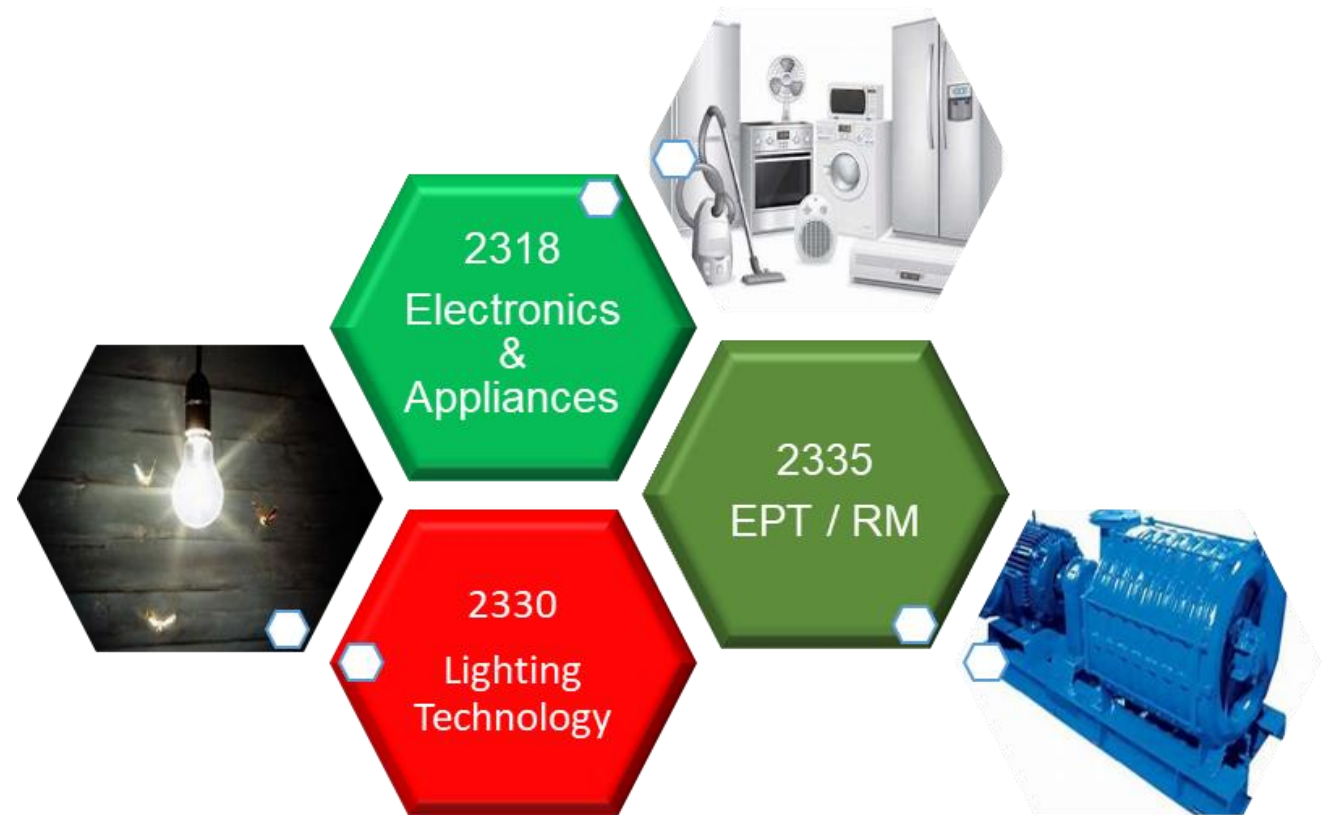 2318
Electronics
&
Appliances
2335
EPT / RM
2330
Lighting
Technology